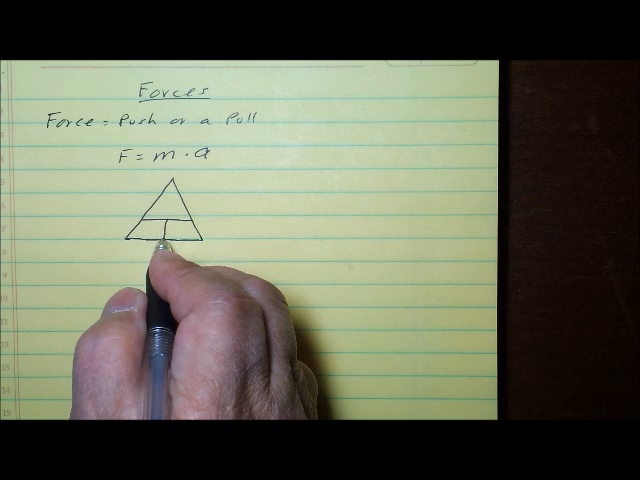 Forces
Force = Push or a Pull
F = m · a